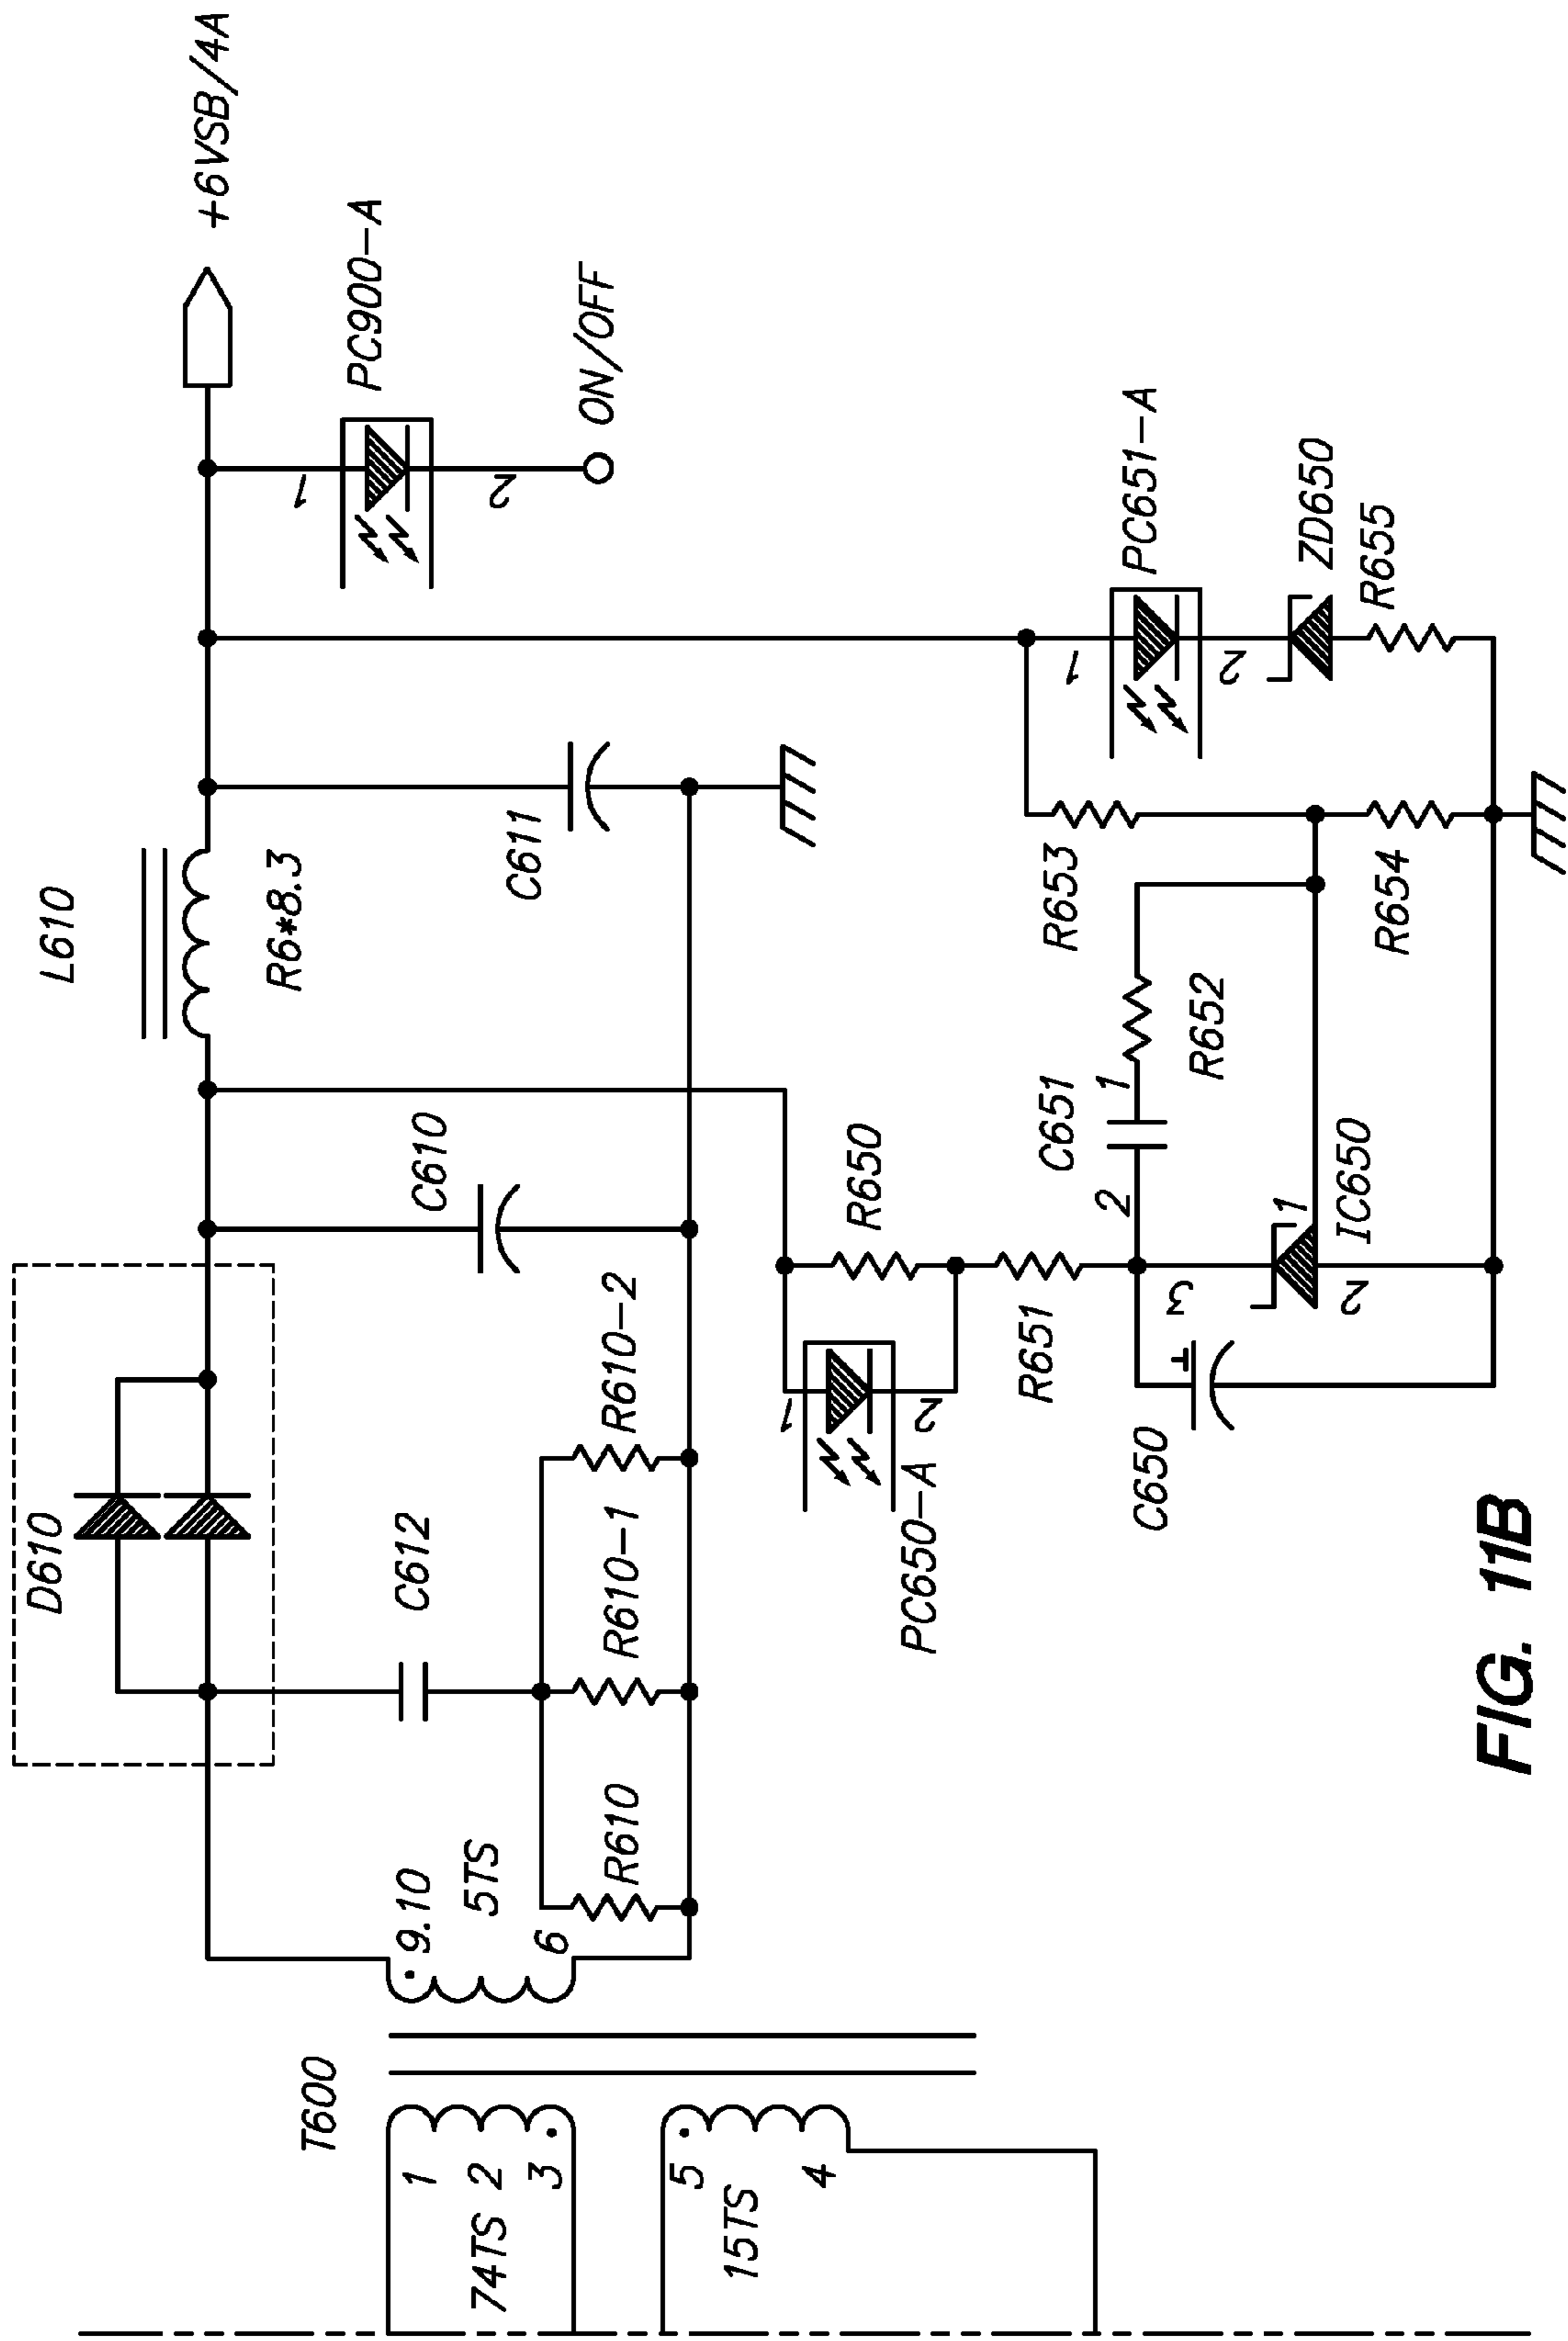 T600
1
74TS 2
3
5
15TS
4
9.10
5TS
6
D610
C612
R610
R610-1
R610-2
C610
L610
R6*8.3
C611
+6VSB/4A
1
PC900-A
2
ON/OFF
1
PC650-A
2
R650
R651
C650
2
C651
1
R652
3
1
IC650
2
R653
R654
1
PC651-A
2
ZD650
R655
FIG. 11B